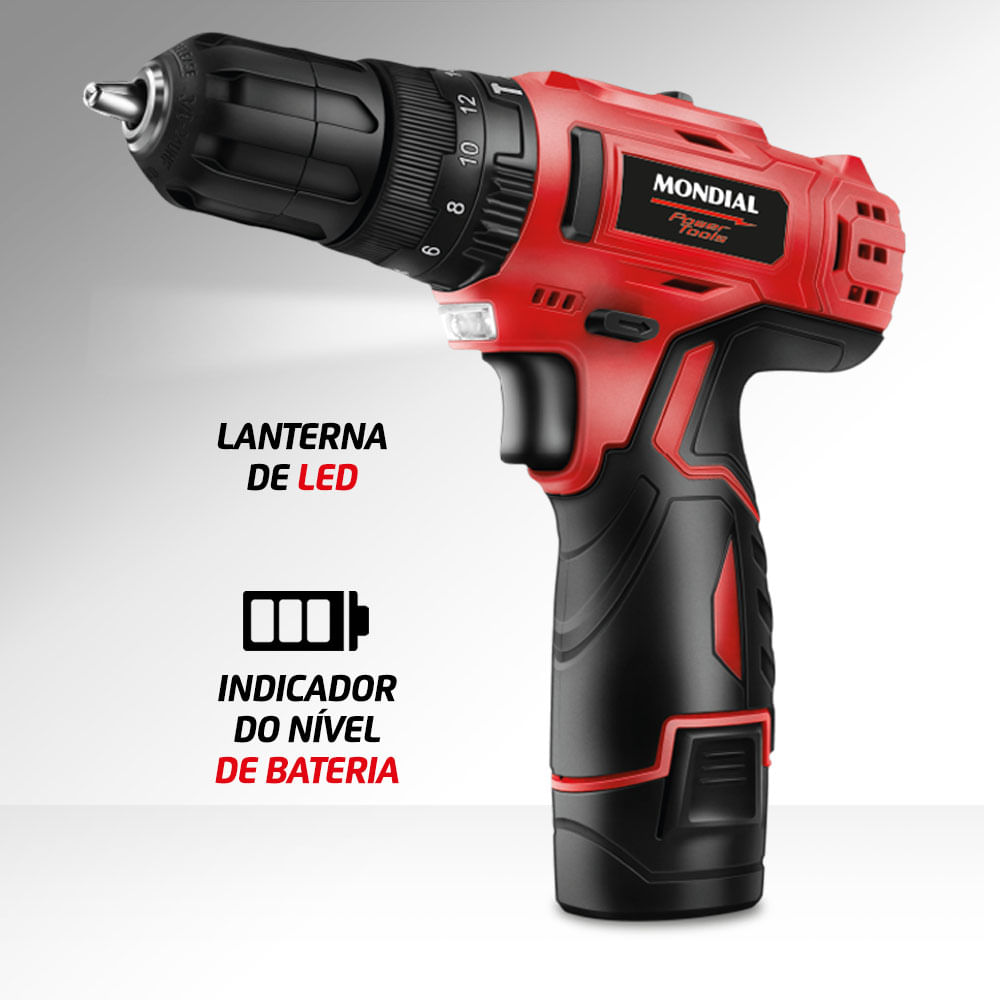 12
10
8
6
MONDIAL
Power
Tools
LANTERNA
DE LED
INDICADOR
DO NÍVEL
DE BATERIA